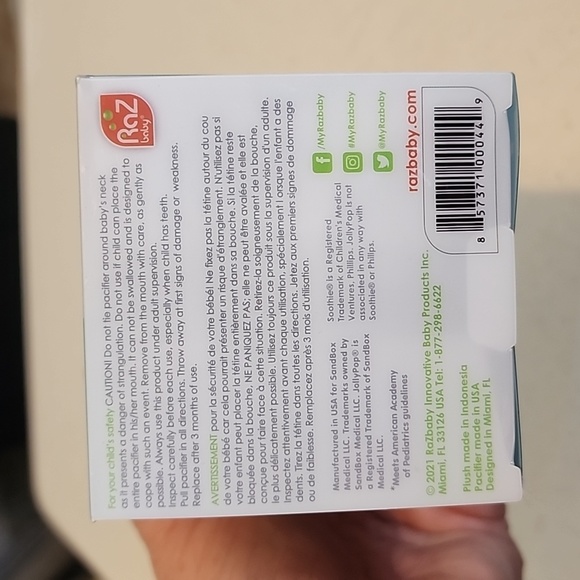 RaZ
baby®
For your child's safety CAUTION! Do not tie pacifier around baby's neck
as it presents a danger of strangulation. Do not use if child can place the
entire pacifier in his/her mouth. It can not be swallowed and is designed to
cope with such an event. Remove from the mouth with care, as gently as
possible. Always use this product under adult supervision.
Inspect carefully before each use, especially when child has teeth.
Pull pacifier in all directions. Throw away at first signs of damage or weakness.
Replace after 3 months of use.
AVERTISSEMENT pour la sécurité de votre bébé! Ne fixez pas la tétine autour du cou
de votre bébé car cela pourrait présenter un risque d'étranglement. N'utilisez pas si
votre enfant peut placer la tétine entièrement dans sa bouche. Si la tétine reste
bloquée dans la bouche, NE PANIQUEZ PAS; elle ne peut être avalée et elle est
conçue pour faire face à cette situation. Retirez-la soigneusement de la bouche,
le plus délicatement possible. Utilisez toujours ce produit sous la supervision d'un adulte.
Inspectez attentivement avant chaque utilisation, spécialement l orsque l'enfant a des
dents. Tirez la tétine dans toutes les directions. Jetez aux premiers signes de dommage
ou de faiblesse. Remplacez après 3 mois d'utilisation.
Manufactured in USA for SandBox
Medical LLC. Trademarks owned by
SandBox Medical LLC. JollyPop® is
a Registered Trademark of SandBox
Medical LLC.
*Meets American Academy
of Pediatrics guidelines
Soothie® is a Registered
Trademark of Children's Medical
Ventures. Phillips. JollyPop is not
associated in any way with
Soothie® or Philips.
/MyRazbaby
#MyRazbaby
@MyRazbaby
razbaby.com
© 2021 RaZbaby Innovative Baby Products Inc.
Miami, FL 33126 USA Tel: 1-877-298-6622
Plush made in Indonesia
Pacifier made in USA
Designed in Miami, FL
8 57371 00044 9